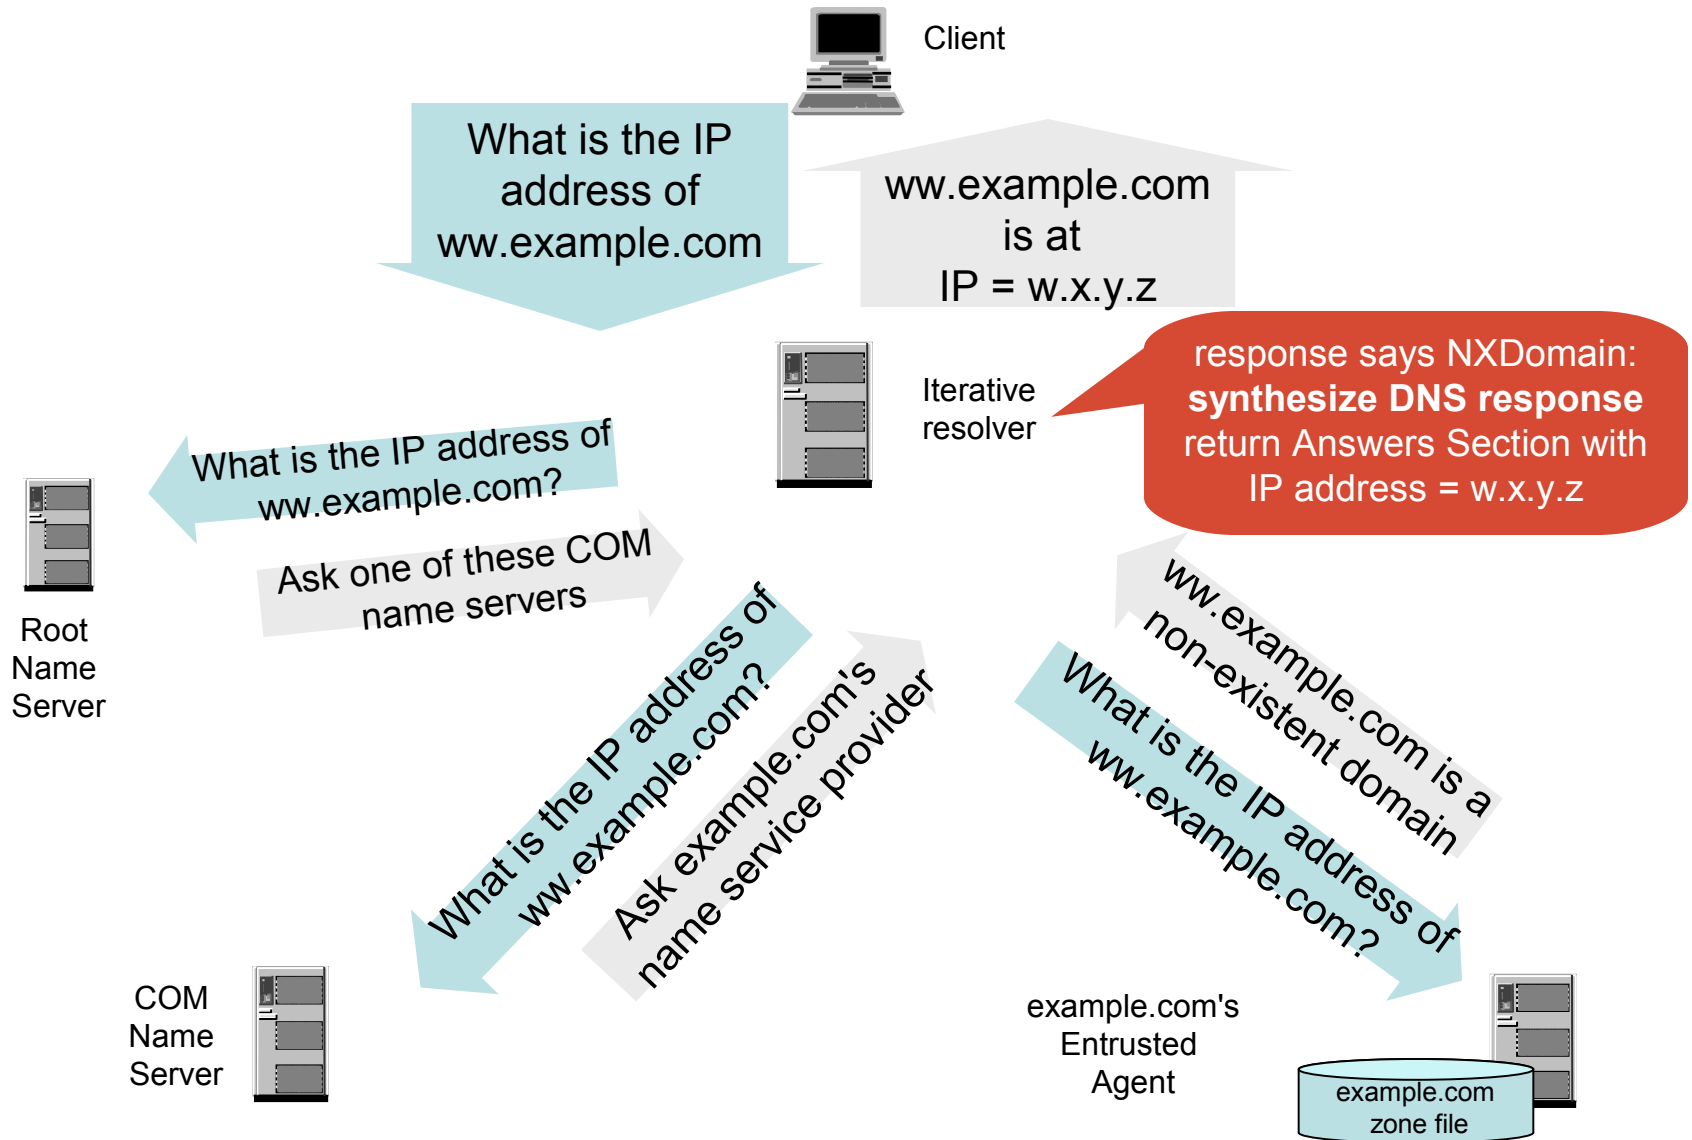 Client
What is the IP
address of
ww.example.com
ww.example.com
is at
IP = w.x.y.z
Iterative
resolver
response says NXDomain:
synthesize DNS response
return Answers Section with
IP address = w.x.y.z
What is the IP address of
ww.example.com?
Ask one of these COM
name servers
Root
Name
Server
What is the IP address of
ww.example.com?
Ask example.com's
name service provider
ww.example.com is a
non-existent domain
What is the IP address of
ww.example.com?
COM
Name
Server
example.com's
Entrusted
Agent
example.com
zone file